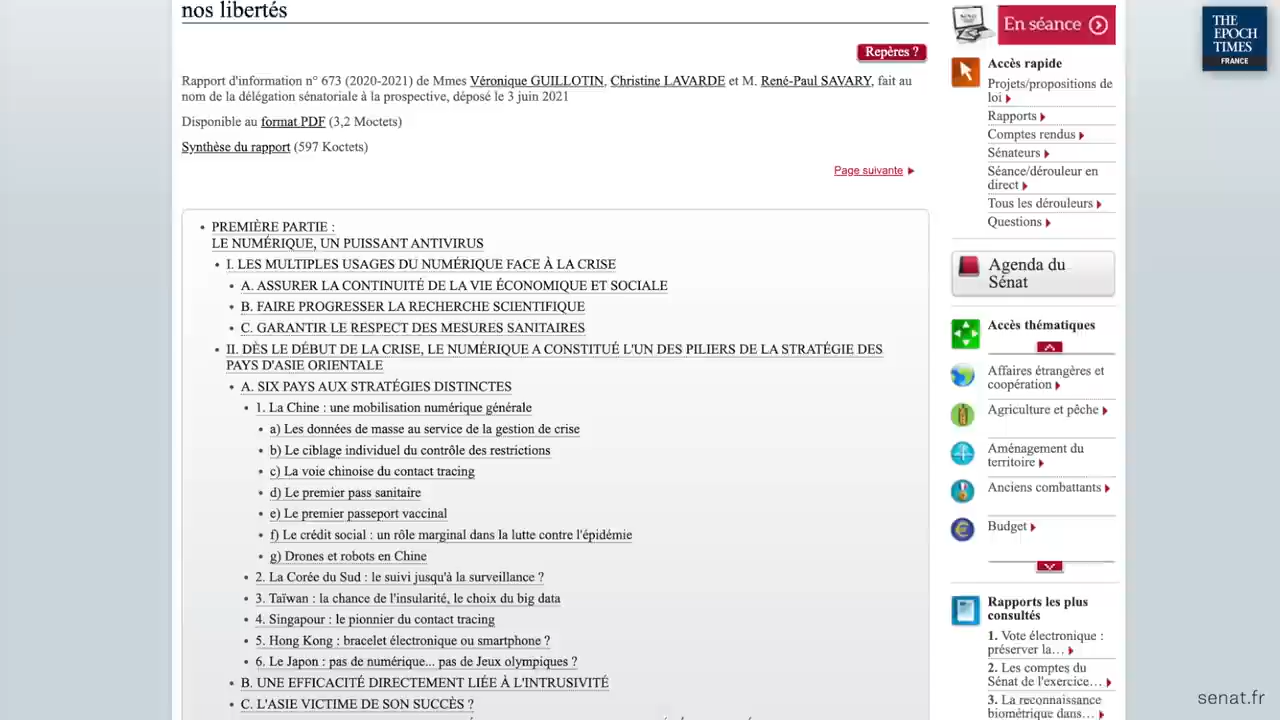 nos libertés
Repères ?
Rapport d'information n° 673 (2020-2021) de Mmes Véronique GUILLOTIN, Christine LAVARDE et M. René-Paul SAVARY, fait au
nom de la délégation sénatoriale à la prospective, déposé le 3 juin 2021
Disponible au format PDF (3,2 Moctets)
Synthèse du rapport (597 Koctets)
Page suivante
PREMIÈRE PARTIE :
LE NUMÉRIQUE, UN PUISSANT ANTIVIRUS
I. LES MULTIPLES USAGES DU NUMÉRIQUE FACE À LA CRISE
A. ASSURER LA CONTINUITÉ DE LA VIE ÉCONOMIQUE ET SOCIALE
B. FAIRE PROGRESSER LA RECHERCHE SCIENTIFIQUE
C. GARANTIR LE RESPECT DES MESURES SANITAIRES
II. DÈS LE DÉBUT DE LA CRISE, LE NUMÉRIQUE A CONSTITUÉ L'UN DES PILIERS DE LA STRATÉGIE DES
PAYS D'ASIE ORIENTALE
A. SIX PAYS AUX STRATÉGIES DISTINCTES
1. La Chine : une mobilisation numérique générale
a) Les données de masse au service de la gestion de crise
b) Le ciblage individuel du contrôle des restrictions
c) La voie chinoise du contact tracing
d) Le premier pass sanitaire
e) Le premier passeport vaccinal
f) Le crédit social : un rôle marginal dans la lutte contre l'épidémie
g) Drones et robots en Chine
2. La Corée du Sud : le suivi jusqu'à la surveillance ?
3. Taïwan : la chance de l'insularité, le choix du big data
4. Singapour : le pionnier du contact tracing
5. Hong Kong : bracelet électronique ou smartphone ?
6. Le Japon : pas de numérique... pas de Jeux olympiques ?
B. UNE EFFICACITÉ DIRECTEMENT LIÉE À L'INTRUSIVITÉ
C. L'ASIE VICTIME DE SON SUCCÈS ?
En séance
Accès rapide
Projets/propositions de
loi
Rapports
Comptes rendus
Sénateurs
Séance/dérouleur en
direct
Tous les dérouleurs
Questions
Agenda du
Sénat
Accès thématiques
Affaires étrangères et
coopération
Agriculture et pêche
Aménagement du
territoire
Anciens combattants
Budget
Rapports les plus
consultés
1. Vote électronique :
préserver la…
2. Les comptes du
Sénat de l'exercice…
3. La reconnaissance
biométrique dans…
THE
EPOCH
TIMES
FRANCE
senat.fr